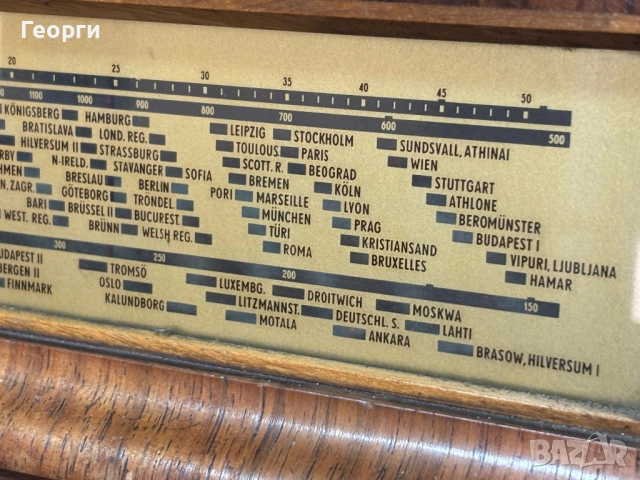 Георги
20 25 30 35 40 45 50
1100 1000 900 800 700 600 500
KÖNIGSBERG HAMBURG LEIPZIG STOCKHOLM SUNDSVALL, ATHINAI
BRATISLAVA LOND. REG. TOULOUS. PARIS WIEN
HILVERSUM II STRASSBURG SCOTT. R. BEOGRAD STUTTGART
N-IRELD. STAVANGER SOFIA BREMEN KÖLN ATHLONE
BRESLAU BERLIN PORI MARSEILLE LYON BEROMÜNSTER
N. ZAGR. GÖTEBORG TRÖNDEL. MÜNCHEN PRAG BUDAPEST I
BARI BRÜSSEL II BUCUREST. TÜRI KRISTIANSAND VIPURI, LJUBLJANA
WEST. REG. BRÜNN WELSH REG. ROMA BRUXELLES HAMAR
300 250 200 150
BUDAPEST II TROMSÖ LUXEMBG. DROITWICH MOSKWA
BERGEN II OSLO LITZMANNST. DEUTSCHL. S. LAHTI
FINNMARK KALUNDBORG MOTALA ANKARA BRASOW, HILVERSUM I
BAZAR